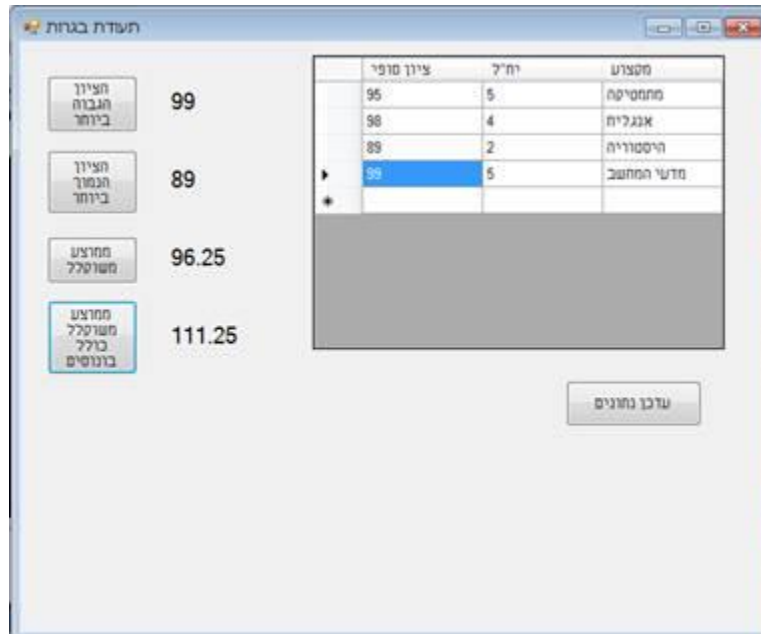 תעודת בגרות
מקצוע יח"ל ציון סופי
מתמטיקה 5 95
אנגלית 4 98
היסטוריה 2 89
מדעי המחשב 5 99
הציון
הגבוה
ביותר
99
הציון
הנמוך
ביותר
89
ממוצע
משוקלל
96.25
ממוצע
משוקלל
כולל
בונוסים
111.25
עדכן נתונים